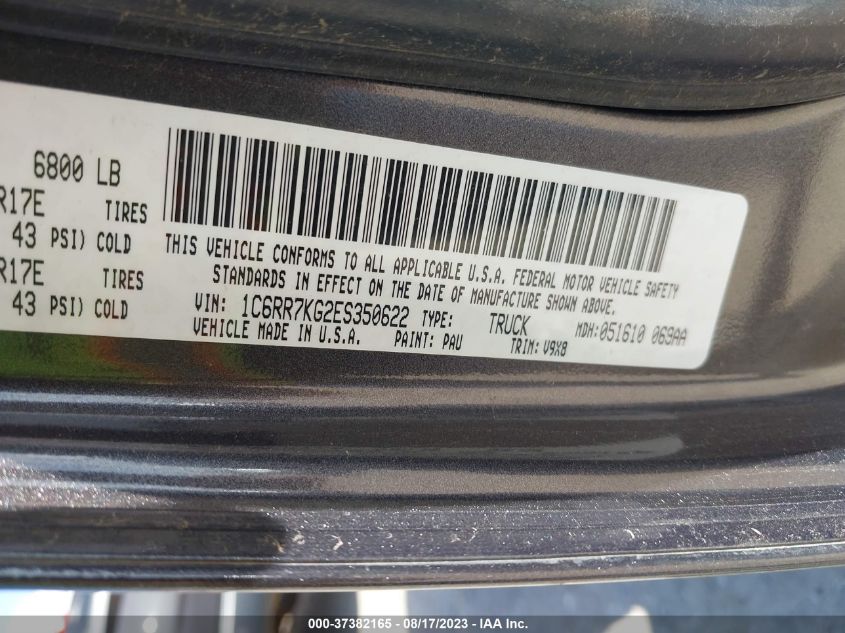 6800 LB
R17E TIRES
43 PSI) COLD
R17E TIRES
43 PSI) COLD
THIS VEHICLE CONFORMS TO ALL APPLICABLE U.S.A. FEDERAL MOTOR VEHICLE SAFETY
STANDARDS IN EFFECT ON THE DATE OF MANUFACTURE SHOWN ABOVE.
VIN: 1C6RR7KG2ES350622 TYPE: TRUCK MDH:051610 069AA
VEHICLE MADE IN U.S.A. PAINT: PAU TRIM: V9X8
000-37382165 - 08/17/2023 - IAA Inc.